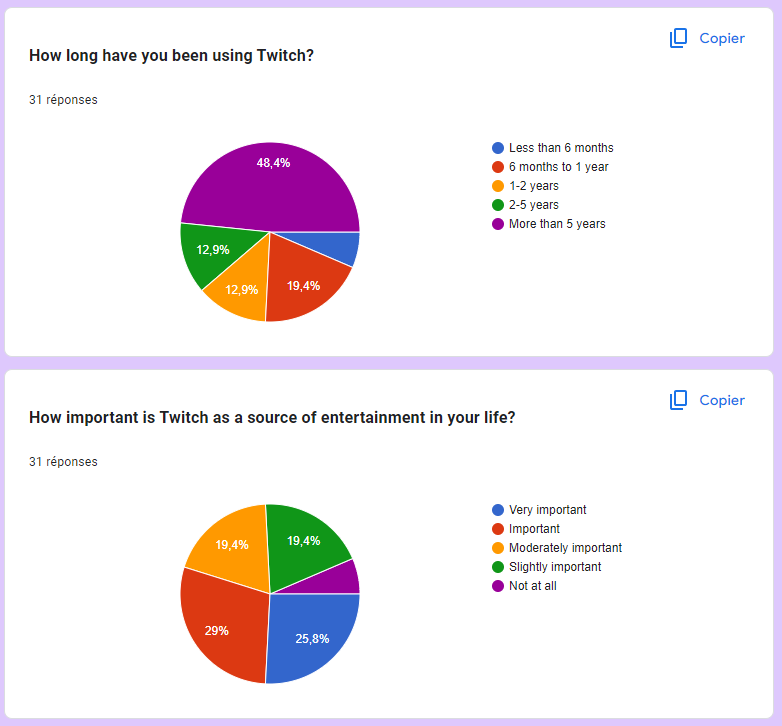 Copier
How long have you been using Twitch?
31 réponses
48,4%
12,9%
12,9%
19,4%
Less than 6 months
6 months to 1 year
1-2 years
2-5 years
More than 5 years
Copier
How important is Twitch as a source of entertainment in your life?
31 réponses
19,4%
19,4%
29%
25,8%
Very important
Important
Moderately important
Slightly important
Not at all